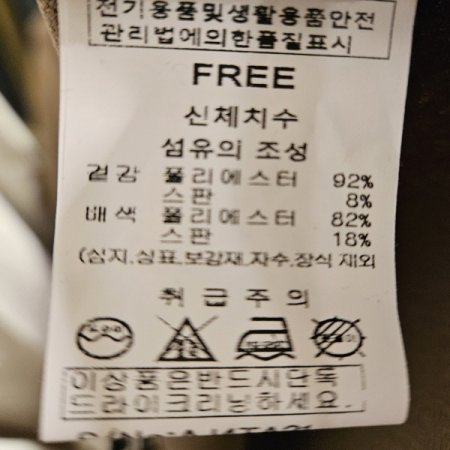 전기용품및생활용품안전
관리법에의한품질표시
FREE
신체치수
섬유의 조성
겉감 폴리에스터 92%
스판 8%
배색 폴리에스터 82%
스판 18%
(심지,상표,보강재,자수,장식 제외
취급주의
드라이
이상품은반드시단독
드라이크리닝하세요.